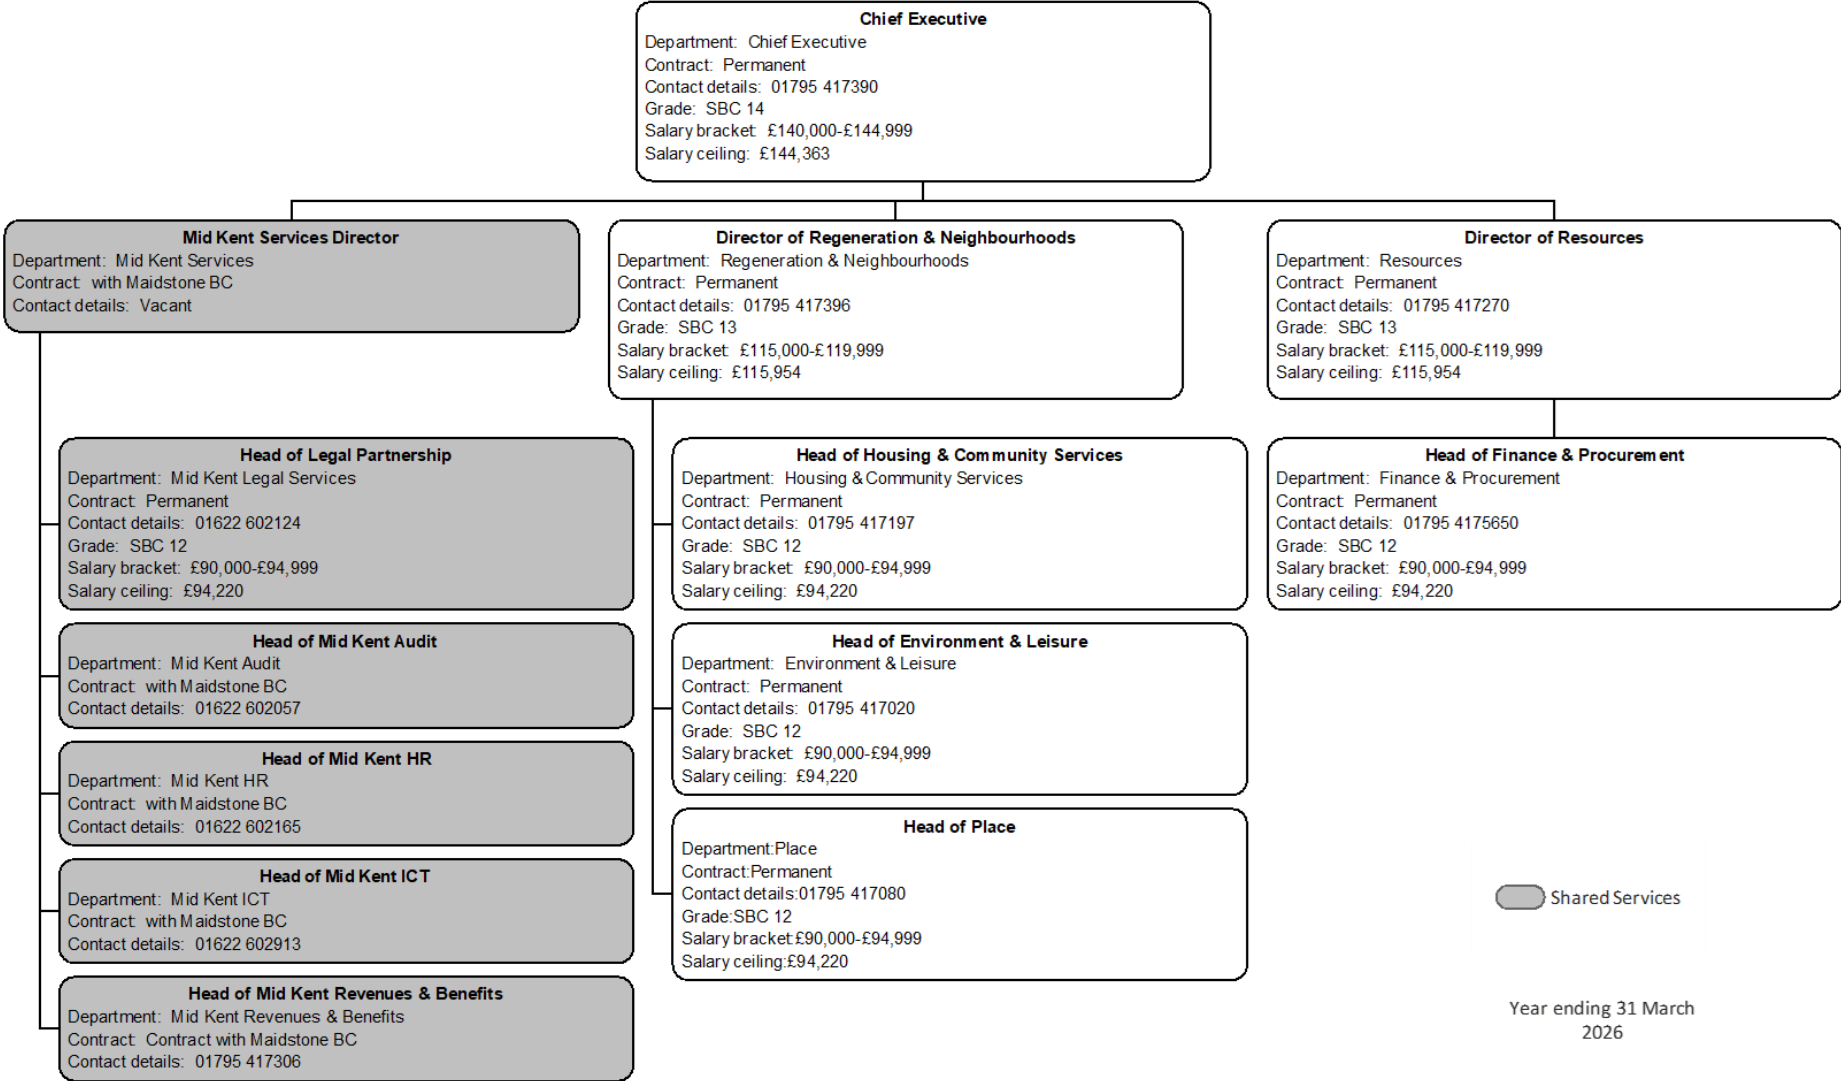 Chief Executive
Department: Chief Executive
Contract: Permanent
Contact details: 01795 417390
Grade: SBC 14
Salary bracket: £140,000-£144,999
Salary ceiling: £144,363
Mid Kent Services Director
Department: Mid Kent Services
Contract: with Maidstone BC
Contact details: Vacant
Director of Regeneration & Neighbourhoods
Department: Regeneration & Neighbourhoods
Contract: Permanent
Contact details: 01795 417396
Grade: SBC 13
Salary bracket: £115,000-£119,999
Salary ceiling: £115,954
Director of Resources
Department: Resources
Contract: Permanent
Contact details: 01795 417270
Grade: SBC 13
Salary bracket: £115,000-£119,999
Salary ceiling: £115,954
Head of Legal Partnership
Department: Mid Kent Legal Services
Contract: Permanent
Contact details: 01622 602124
Grade: SBC 12
Salary bracket: £90,000-£94,999
Salary ceiling: £94,220
Head of Mid Kent Audit
Department: Mid Kent Audit
Contract: with Maidstone BC
Contact details: 01622 602057
Head of Mid Kent HR
Department: Mid Kent HR
Contract: with Maidstone BC
Contact details: 01622 602165
Head of Mid Kent ICT
Department: Mid Kent ICT
Contract: with Maidstone BC
Contact details: 01622 602913
Head of Mid Kent Revenues & Benefits
Department: Mid Kent Revenues & Benefits
Contract: Contract with Maidstone BC
Contact details: 01795 417306
Head of Housing & Community Services
Department: Housing & Community Services
Contract: Permanent
Contact details: 01795 417197
Grade: SBC 12
Salary bracket: £90,000-£94,999
Salary ceiling: £94,220
Head of Environment & Leisure
Department: Environment & Leisure
Contract: Permanent
Contact details: 01795 417020
Grade: SBC 12
Salary bracket: £90,000-£94,999
Salary ceiling: £94,220
Head of Place
Department:Place
Contract:Permanent
Contact details:01795 417080
Grade:SBC 12
Salary bracket:£90,000-£94,999
Salary ceiling:£94,220
Head of Finance & Procurement
Department: Finance & Procurement
Contract: Permanent
Contact details: 01795 4175650
Grade: SBC 12
Salary bracket: £90,000-£94,999
Salary ceiling: £94,220
Shared Services
Year ending 31 March
2026